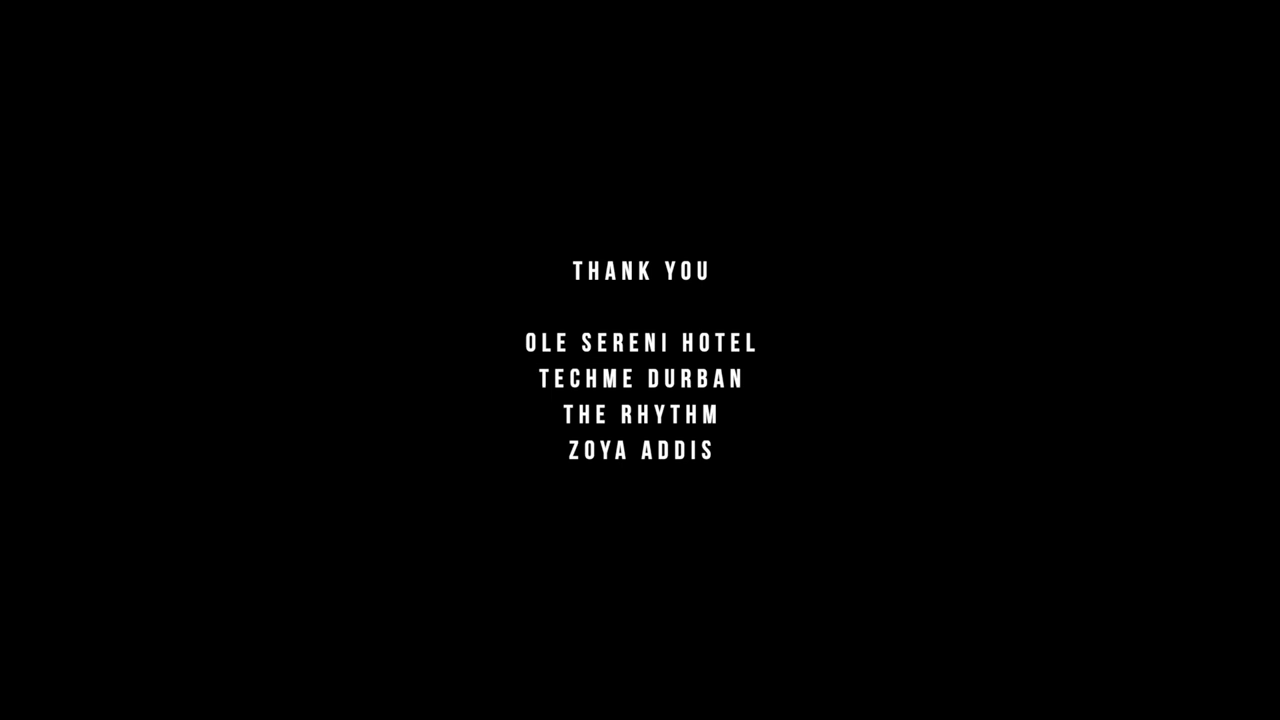 THANK YOU
OLE SERENI HOTEL
TECHME DURBAN
THE RHYTHM
ZOYA ADDIS